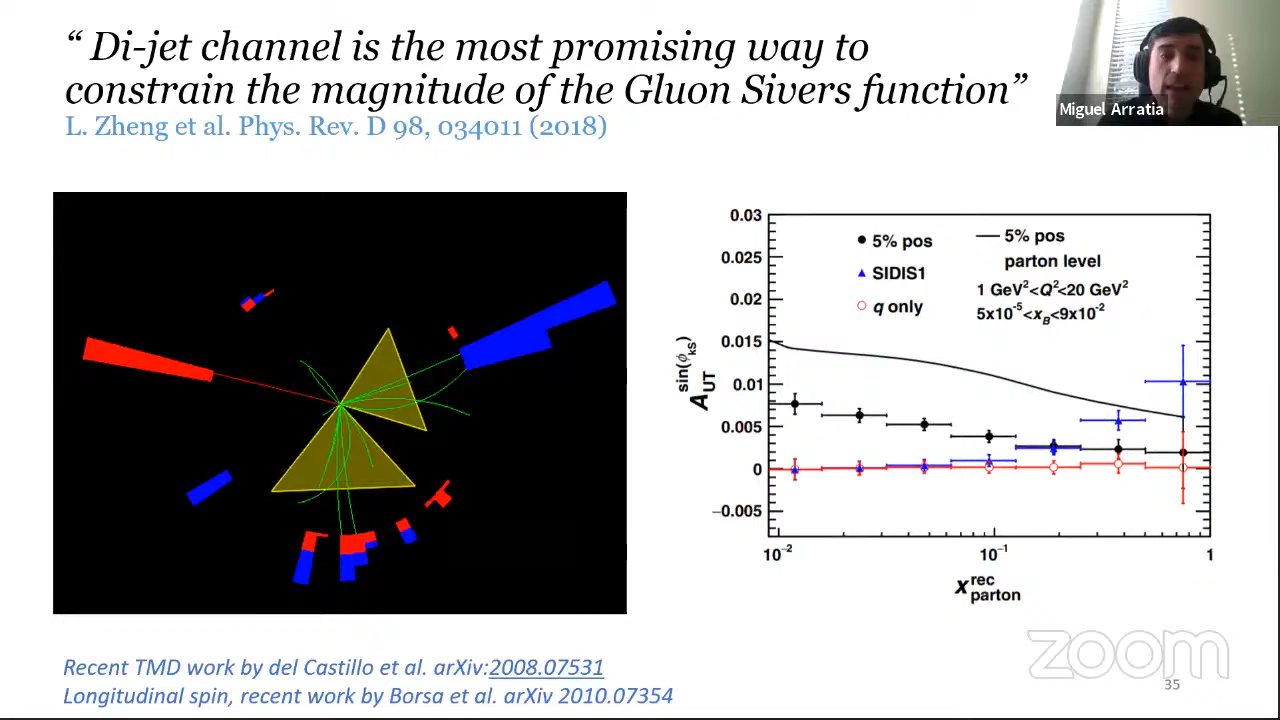 “ Di-jet channel is the most promising way to
constrain the magnitude of the Gluon Sivers function”
L. Zheng et al. Phys. Rev. D 98, 034011 (2018)
Miguel Arratia
0.03
0.025
0.02
0.015
0.01
0.005
0
−0.005
A_UT^sin(ϕ_kS)
5% pos
SIDIS1
q only
5% pos
parton level
1 GeV²<Q²<20 GeV²
5x10⁻⁵<x_B<9x10⁻²
10⁻²
10⁻¹
1
x_parton^rec
Recent TMD work by del Castillo et al. arXiv:2008.07531
Longitudinal spin, recent work by Borsa et al. arXiv 2010.07354
zoom
35